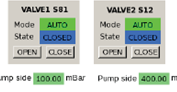 VALVE1 S81
Mode AUTO
State CLOSED
OPEN CLOSE
VALVE2 S12
Mode AUTO
State CLOSED
OPEN CLOSE
ump side 100.00 mBar
Pump side 400.00